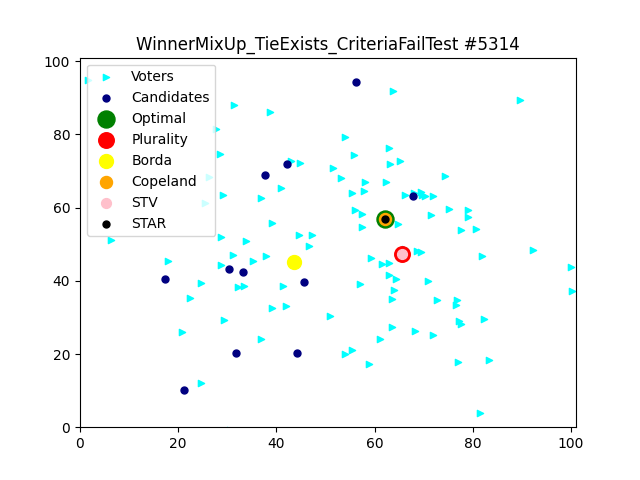 WinnerMixUp_TieExists_CriteriaFailTest #5314
Voters
Candidates
Optimal
Plurality
Borda
Copeland
STV
STAR
100
80
60
40
20
0
0 20 40 60 80 100